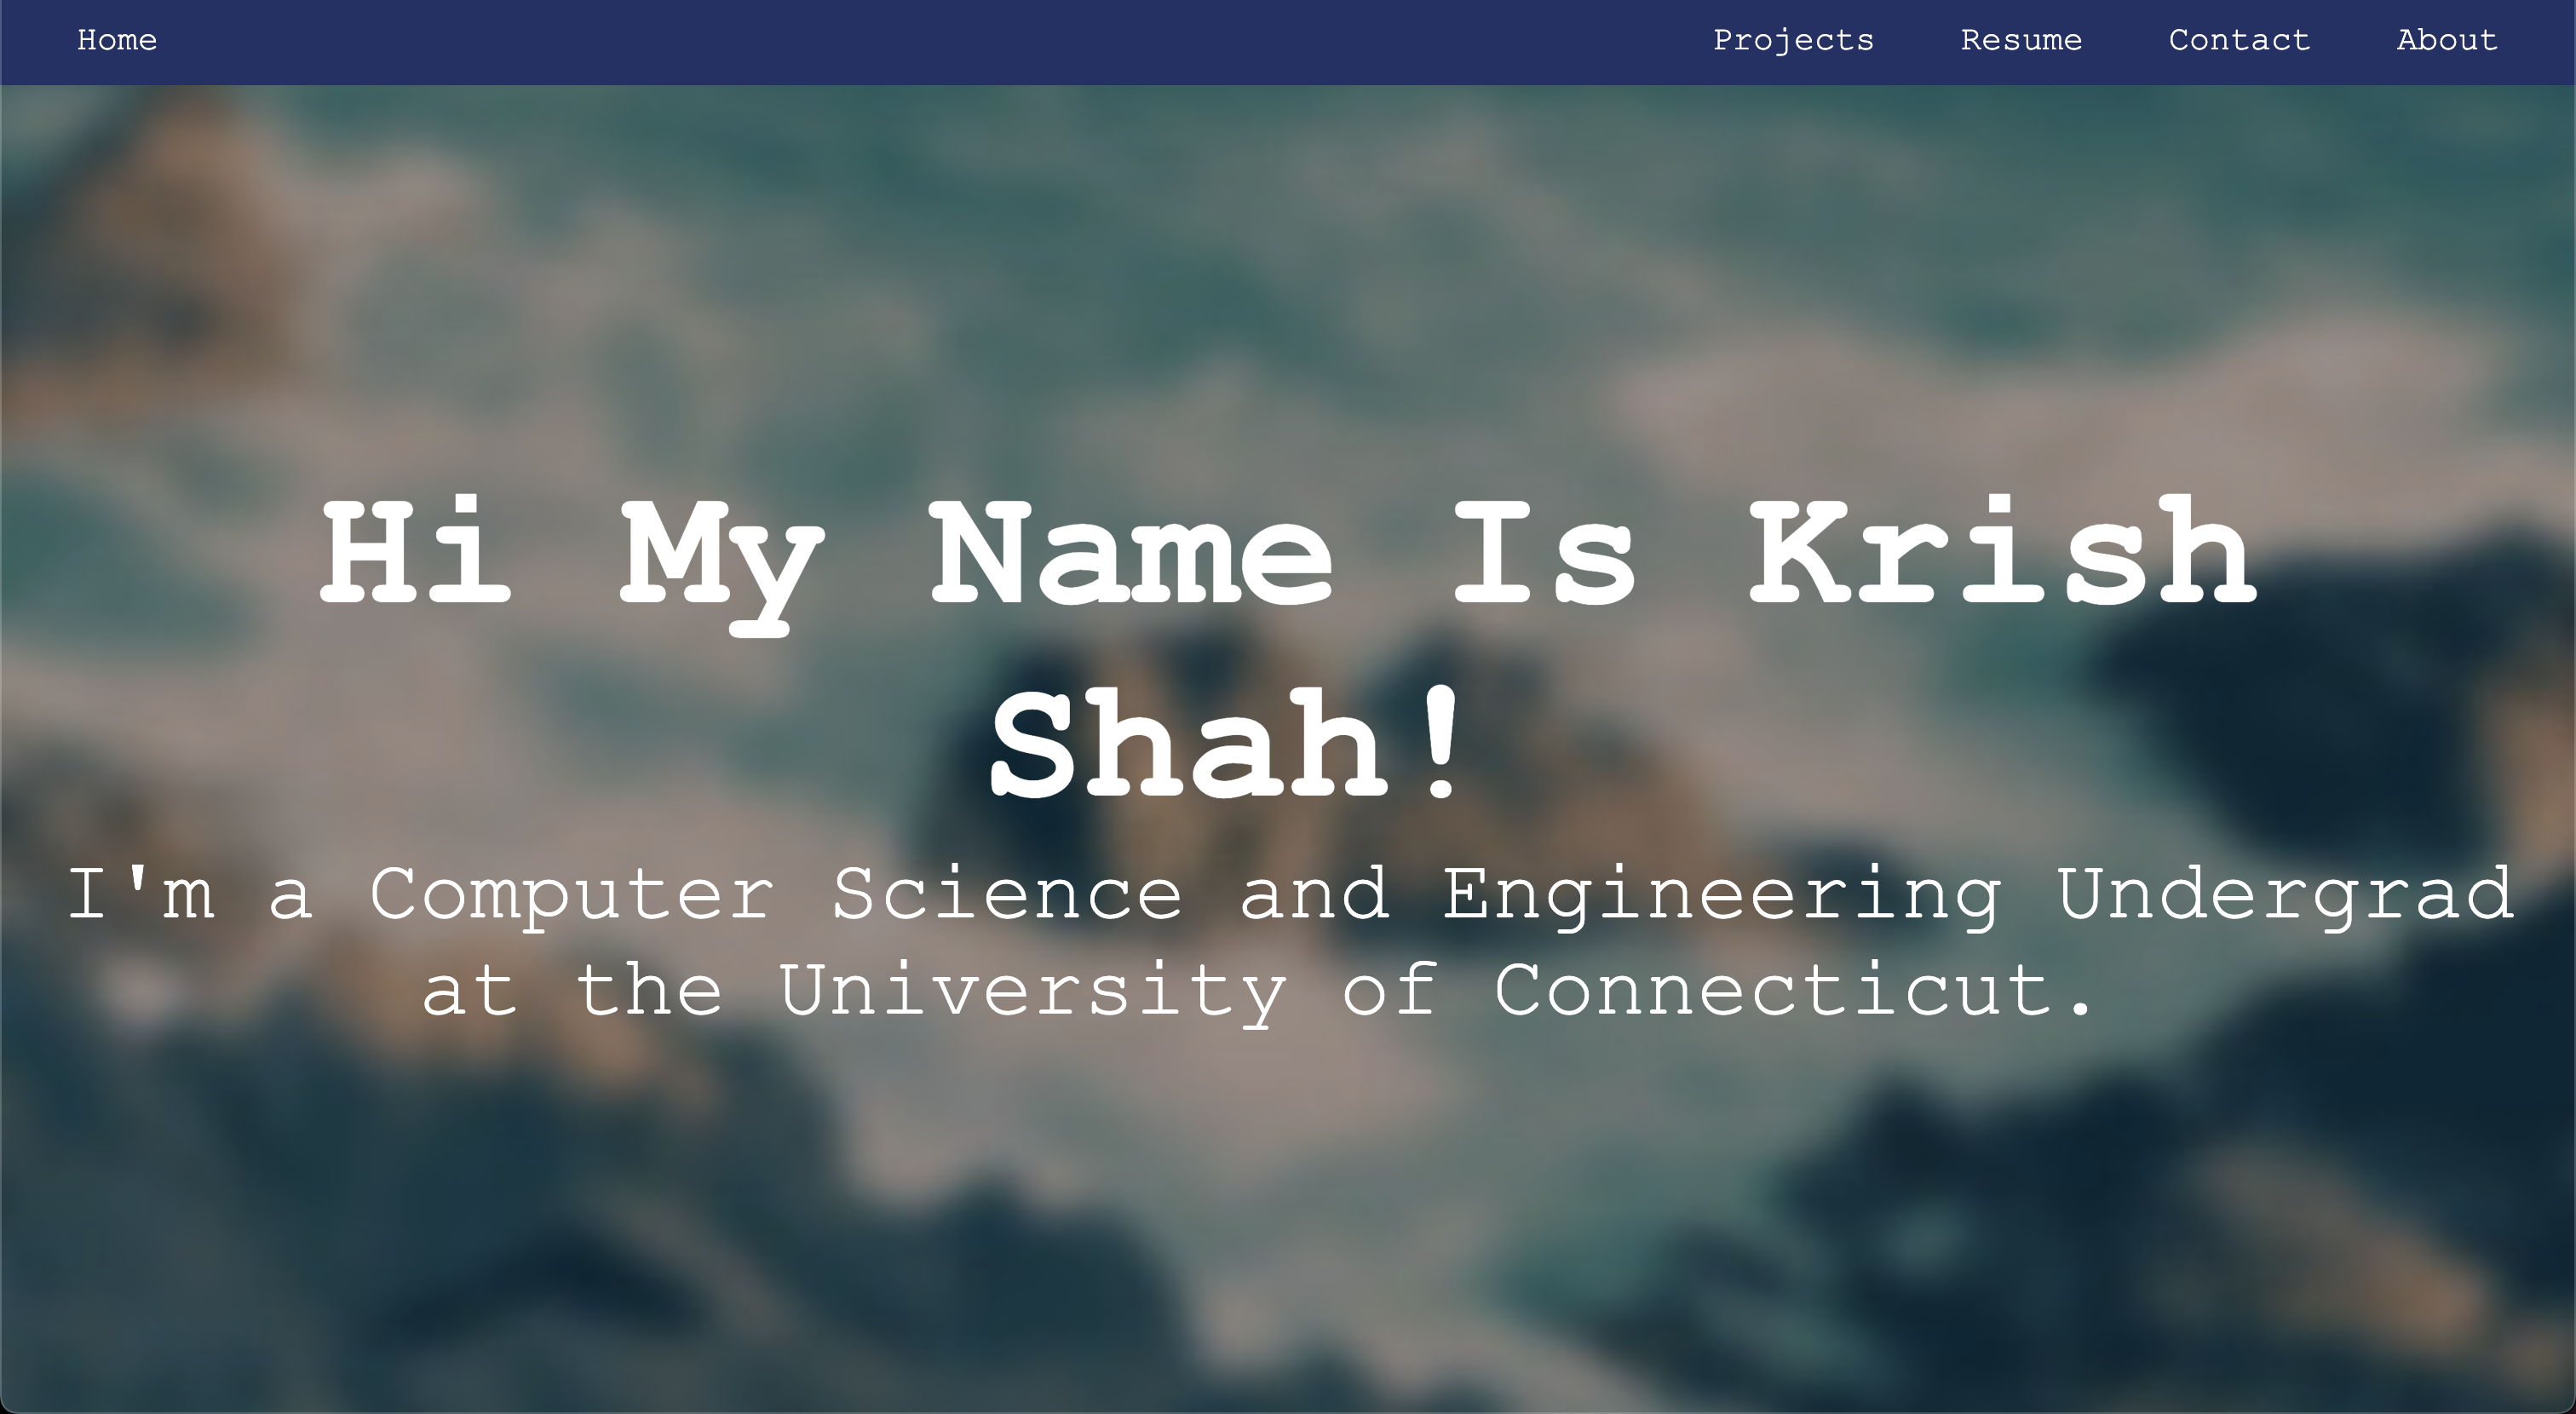 Home Projects Resume Contact About
Hi My Name Is Krish
Shah!
I'm a Computer Science and Engineering Undergrad
at the University of Connecticut.